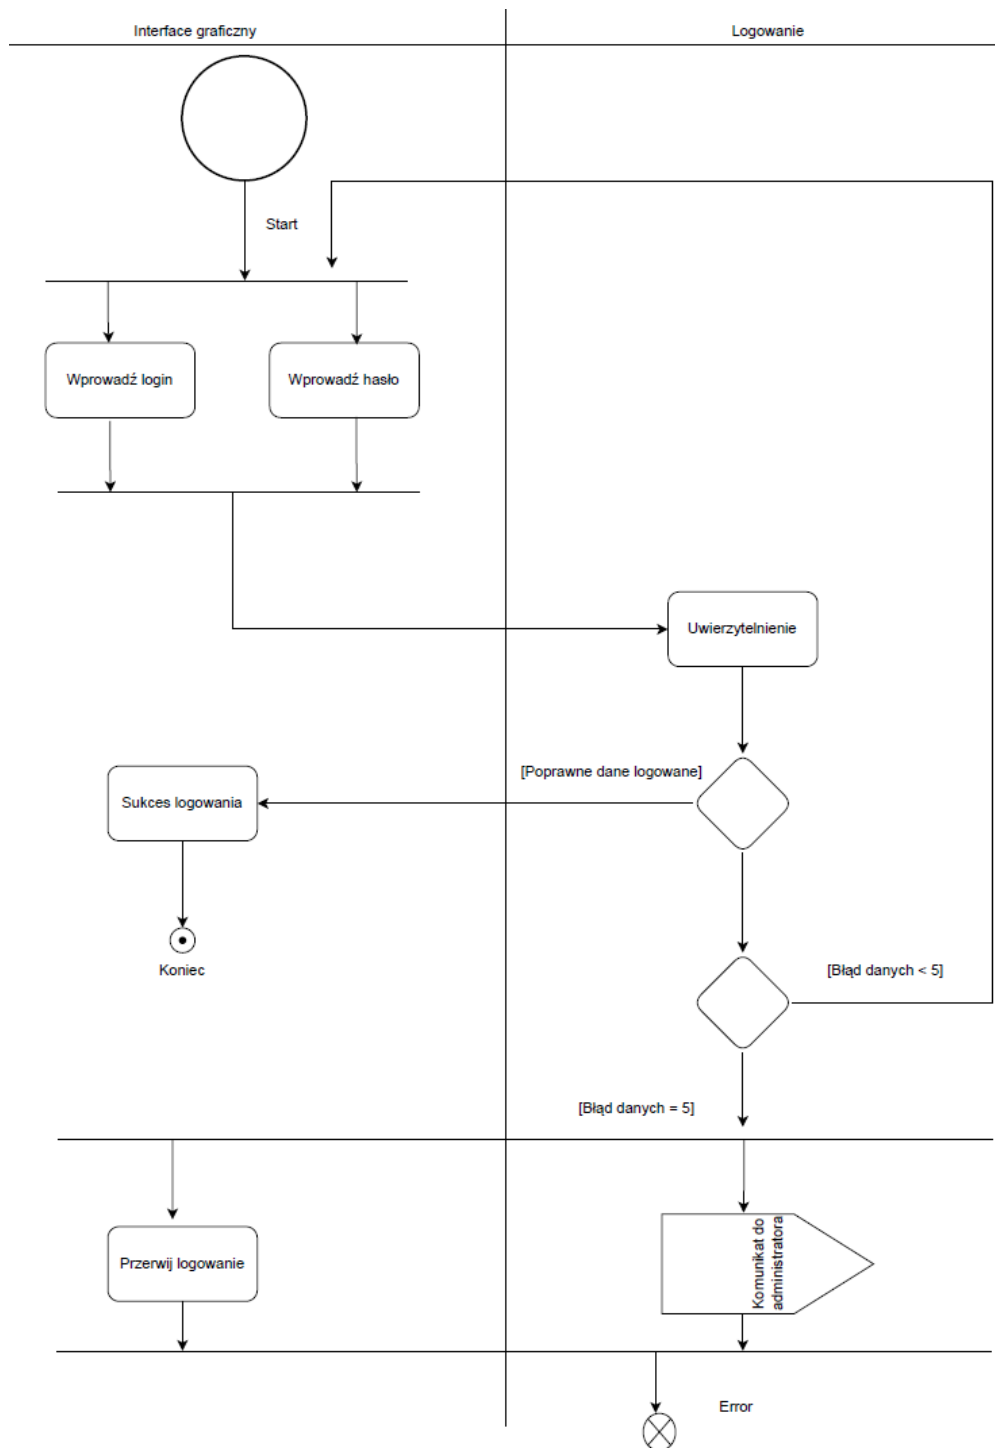 Interface graficzny
Logowanie
Start
Wprowadź login
Wprowadź hasło
Uwierzytelnienie
[Poprawne dane logowane]
Sukces logowania
Koniec
[Błąd danych < 5]
[Błąd danych = 5]
Przerwij logowanie
Komunikat do
administratora
Error